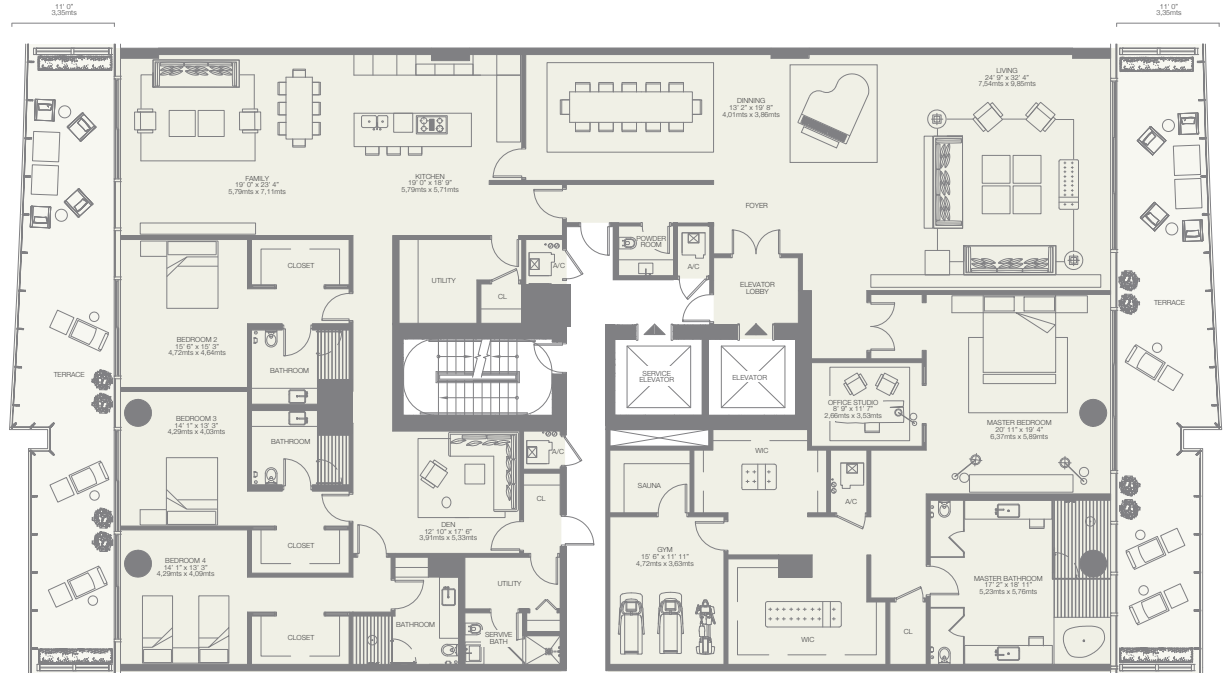 11' 0"
3,35mts
11' 0"
3,35mts
LIVING
24' 9" x 32' 4"
7,54mts x 9,85mts
DINNING
13' 2" x 19' 8"
4,01mts x 3,86mts
FAMILY
19' 0" x 23' 4"
5,79mts x 7,11mts
KITCHEN
19' 0" x 18' 9"
5,79mts x 5,71mts
FOYER
POWDER
ROOM
A/C
A/C
CLOSET
UTILITY
CL
ELEVATOR
LOBBY
TERRACE
BEDROOM 2
15' 6" x 15' 3"
4,72mts x 4,64mts
BATHROOM
TERRACE
SERVICE
ELEVATOR
ELEVATOR
OFFICE STUDIO
8' 9" x 11' 7"
2,66mts x 3,53mts
BEDROOM 3
14' 1" x 13' 3"
4,29mts x 4,03mts
MASTER BEDROOM
20' 11" x 19' 4"
6,37mts x 5,89mts
BATHROOM
A/C
WIC
SAUNA
CL
A/C
DEN
12' 10" x 17' 6"
3,91mts x 5,33mts
CLOSET
GYM
15' 6" x 11' 11"
4,72mts x 3,63mts
BEDROOM 4
14' 1" x 13' 3"
4,29mts x 4,09mts
UTILITY
MASTER BATHROOM
17' 2" x 18' 11"
5,23mts x 5,76mts
BATHROOM
CLOSET
SERVIVE
BATH
WIC
CL